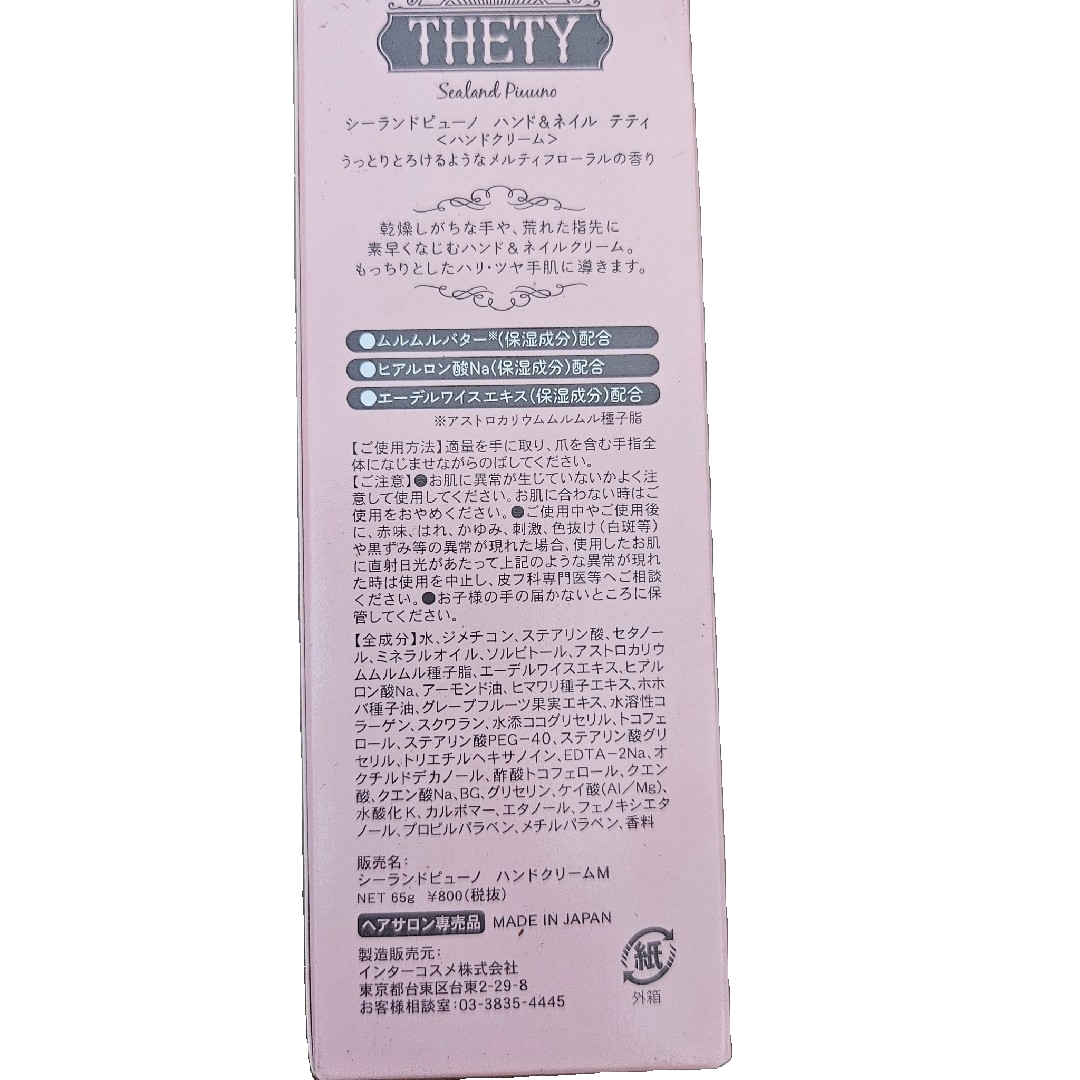 THETY
Sealand Piuuno
シーランドピューノ ハンド＆ネイル テティ
＜ハンドクリーム＞
うっとりとろけるようなメルティフローラルの香り
乾燥しがちな手や、荒れた指先に
素早くなじむハンド＆ネイルクリーム。
もっちりとしたハリ・ツヤ手肌に導きます。
●ムルムルバター※(保湿成分)配合
●ヒアルロン酸Na(保湿成分)配合
●エーデルワイスエキス(保湿成分)配合
※アストロカリウムムルムル種子脂
【ご使用方法】適量を手に取り、爪を含む手指全
体になじませながらのばしてください。
【ご注意】●お肌に異常が生じていないかよく注
意して使用してください。お肌に合わない時はご
使用をおやめください。●ご使用中やご使用後
に、赤味、はれ、かゆみ、刺激、色抜け(白斑等)
や黒ずみ等の異常が現れた場合、使用したお肌
に直射日光があたって上記のような異常が現れ
た時は使用を中止し、皮フ科専門医等へご相談
ください。●お子様の手の届かないところに保
管してください。
【全成分】水、ジメチコン、ステアリン酸、セタノー
ル、ミネラルオイル、ソルビトール、アストロカリウ
ムムルムル種子脂、エーデルワイスエキス、ヒアル
ロン酸Na、アーモンド油、ヒマワリ種子エキス、ホホ
バ種子油、グレープフルーツ果実エキス、水溶性コ
ラーゲン、スクワラン、水添ココグリセリル、トコフェ
ロール、ステアリン酸PEG-40、ステアリン酸グリ
セリル、トリエチルヘキサノイン、EDTA-2Na、オ
クチルドデカノール、酢酸トコフェロール、クエン
酸、クエン酸Na、BG、グリセリン、ケイ酸(Al／Mg)、
水酸化K、カルボマー、エタノール、フェノキシエタ
ノール、プロピルパラベン、メチルパラベン、香料
販売名：
シーランドピューノ ハンドクリームM
NET 65g ￥800(税抜)
ヘアサロン専売品 MADE IN JAPAN
製造販売元：
インターコスメ株式会社
東京都台東区台東2-29-8
お客様相談室：03-3835-4445
紙
外箱